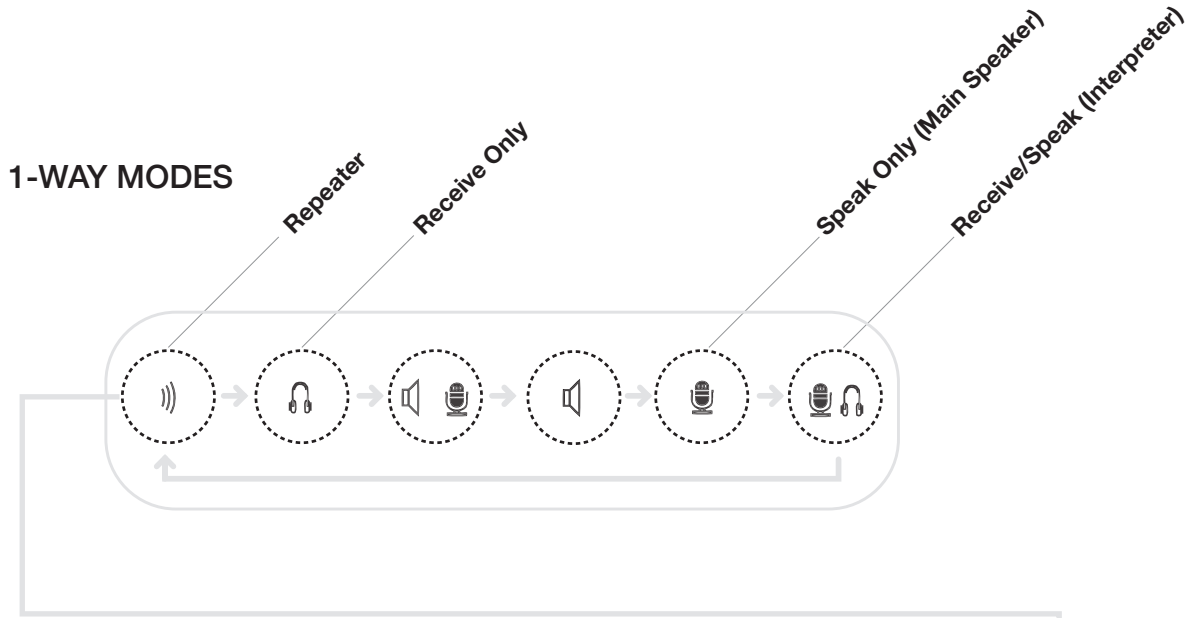 1-WAY MODES
Repeater
Receive Only
Speak Only (Main Speaker)
Receive/Speak (Interpreter)